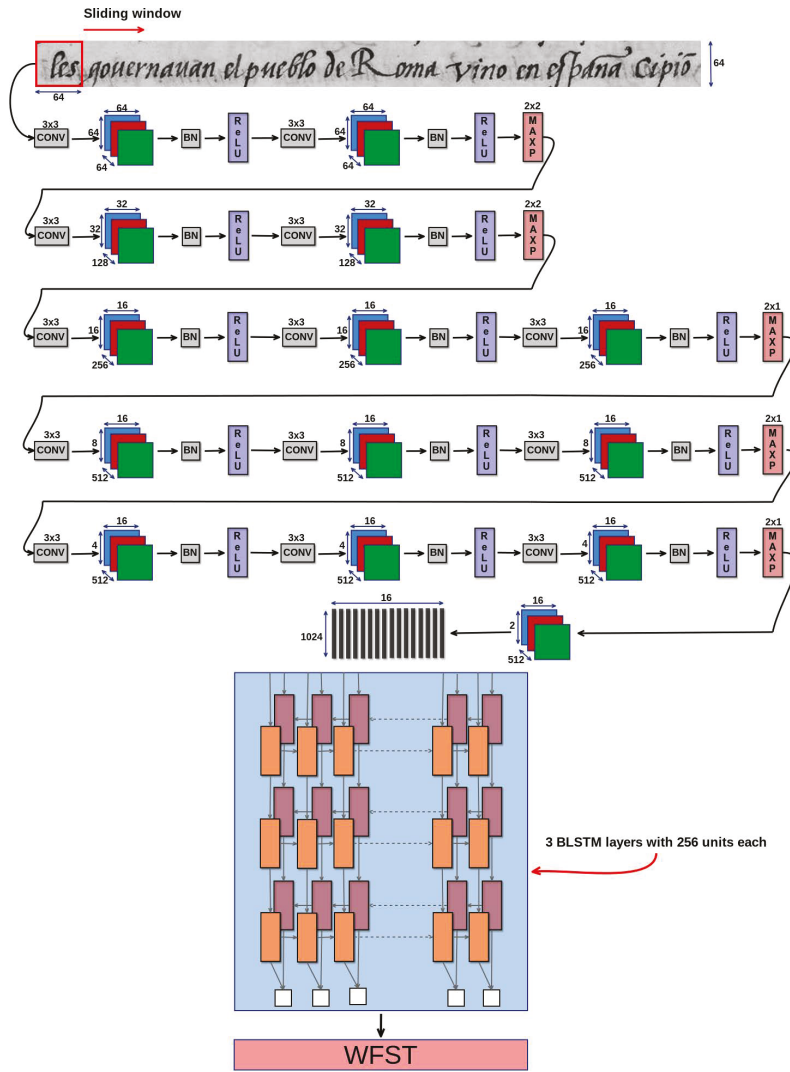 Sliding window
les governauan el pueblo de Roma vino en españa Cipiō
64
64
3x3 CONV 64 64 64 BN ReLU 3x3 CONV 64 64 64 BN ReLU 2x2 MAXP
3x3 CONV 32 32 128 BN ReLU 3x3 CONV 32 32 128 BN ReLU 2x2 MAXP
3x3 CONV 16 16 256 BN ReLU 3x3 CONV 16 16 256 BN ReLU 3x3 CONV 16 16 256 BN ReLU 2x1 MAXP
3x3 CONV 16 8 512 BN ReLU 3x3 CONV 16 8 512 BN ReLU 3x3 CONV 16 8 512 BN ReLU 2x1 MAXP
3x3 CONV 16 4 512 BN ReLU 3x3 CONV 16 4 512 BN ReLU 3x3 CONV 16 4 512 BN ReLU 2x1 MAXP
16 1024 16 2 512
3 BLSTM layers with 256 units each
WFST